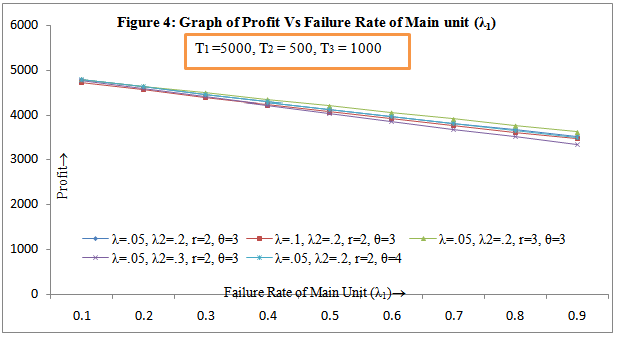 Figure 4: Graph of Profit Vs Failure Rate of Main unit (λ1)
T1 =5000, T2 = 500, T3 = 1000
6000
5000
4000
3000
2000
1000
0
Profit→
λ=.05, λ2=.2, r=2, θ=3
λ=.1, λ2=.2, r=2, θ=3
λ=.05, λ2=.2, r=3, θ=3
λ=.05, λ2=.3, r=2, θ=3
λ=.05, λ2=.2, r=2, θ=4
Failure Rate of Main Unit (λ1)→
0.1 0.2 0.3 0.4 0.5 0.6 0.7 0.8 0.9